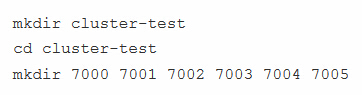 mkdir cluster-test
cd cluster-test
mkdir 7000 7001 7002 7003 7004 7005